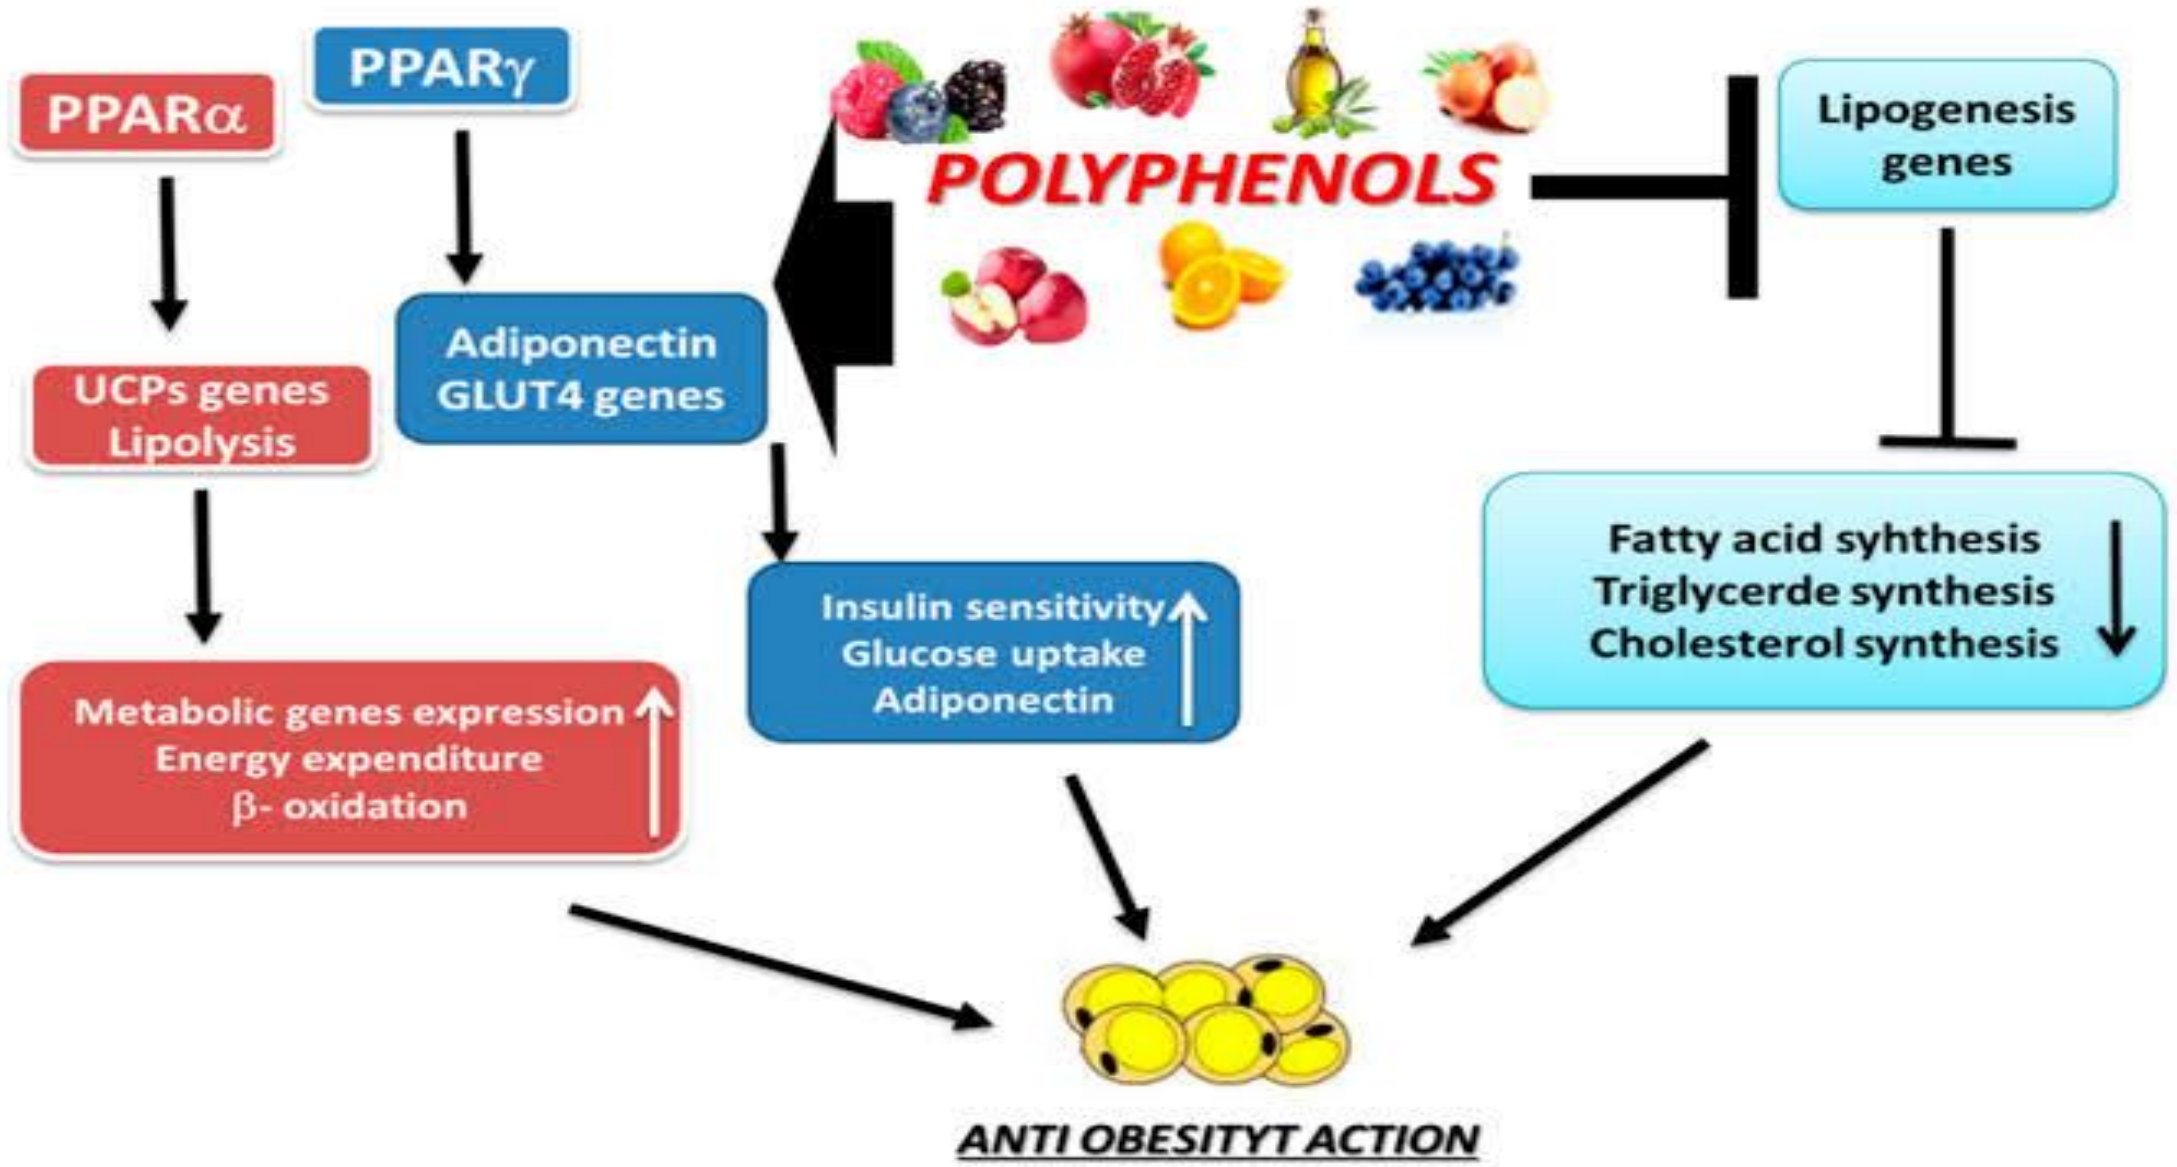 PPARα
PPARγ
POLYPHENOLS
Lipogenesis
genes
Adiponectin
GLUT4 genes
UCPs genes
Lipolysis
Fatty acid syhthesis
Triglycerde synthesis
Cholesterol synthesis
Insulin sensitivity
Glucose uptake
Adiponectin
Metabolic genes expression
Energy expenditure
β- oxidation
ANTI OBESITYT ACTION